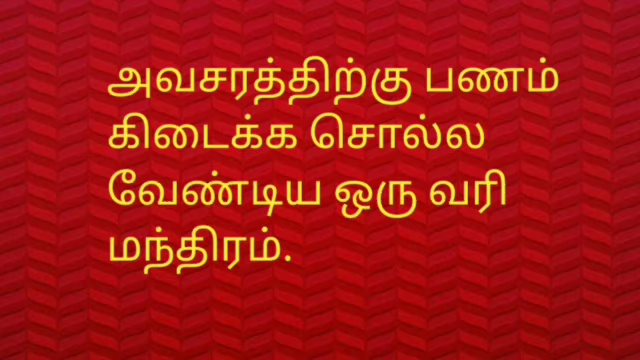 அவசரத்திற்கு பணம்
கிடைக்க சொல்ல
வேண்டிய ஒரு வரி
மந்திரம்.